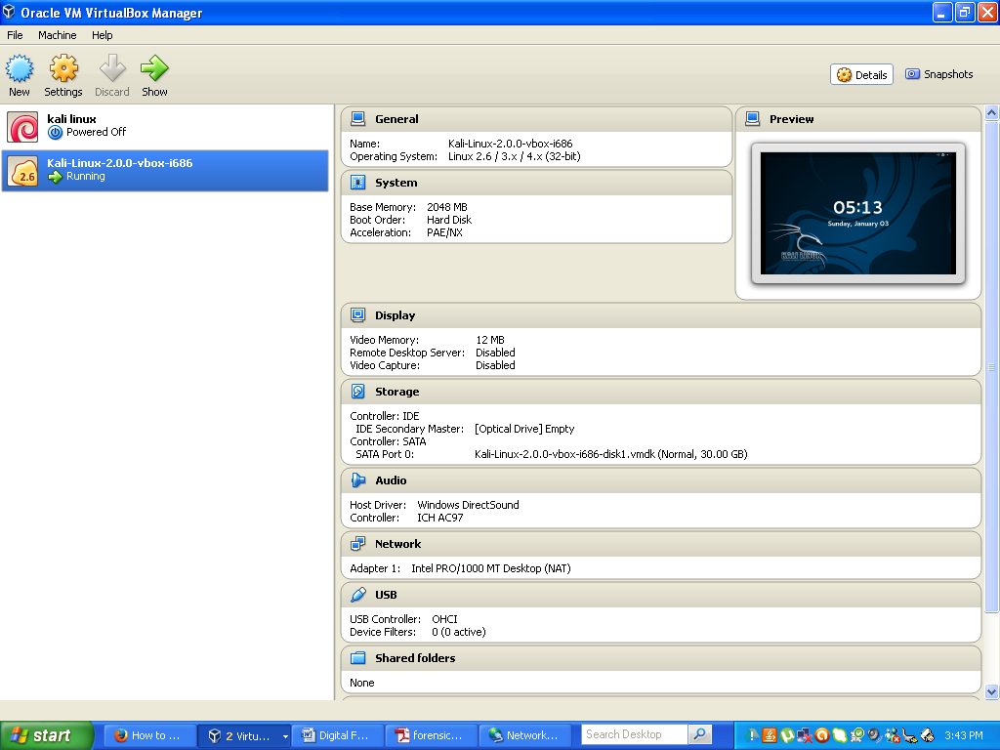 Oracle VM VirtualBox Manager
File Machine Help
New Settings Discard Show
Details Snapshots
kali linux
Powered Off
2.6
Kali-Linux-2.0.0-vbox-i686
Running
General
Name: Kali-Linux-2.0.0-vbox-i686
Operating System: Linux 2.6 / 3.x / 4.x (32-bit)
System
Base Memory: 2048 MB
Boot Order: Hard Disk
Acceleration: PAE/NX
Preview
05:13
Sunday, January 03
KALI LINUX
Display
Video Memory: 12 MB
Remote Desktop Server: Disabled
Video Capture: Disabled
Storage
Controller: IDE
IDE Secondary Master: [Optical Drive] Empty
Controller: SATA
SATA Port 0: Kali-Linux-2.0.0-vbox-i686-disk1.vmdk (Normal, 30.00 GB)
Audio
Host Driver: Windows DirectSound
Controller: ICH AC97
Network
Adapter 1: Intel PRO/1000 MT Desktop (NAT)
USB
USB Controller: OHCI
Device Filters: 0 (0 active)
Shared folders
None
start How to ... 2 Virtu... Digital F... forensic... Network... Search Desktop 3:43 PM